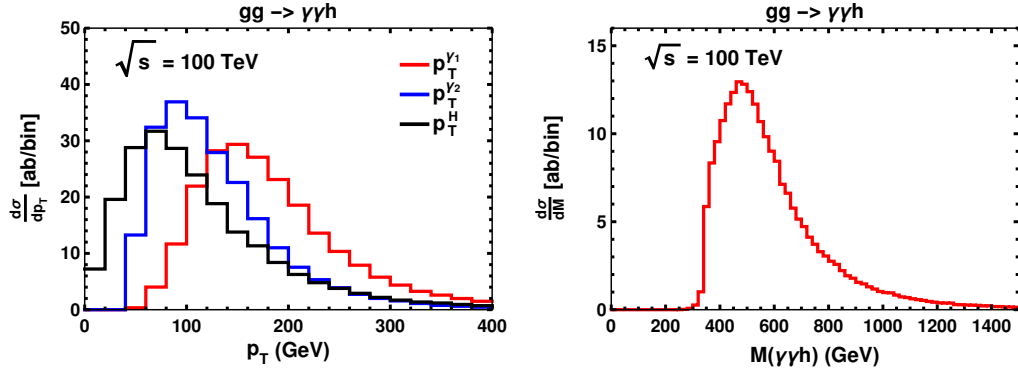 gg -> γγh
50
40
30
20
10
0
dσ/dp_T [ab/bin]
√s = 100 TeV
p_T^γ₁
p_T^γ₂
p_T^H
0 100 200 300 400
p_T (GeV)
gg -> γγh
15
10
5
0
dσ/dM [ab/bin]
√s = 100 TeV
0 200 400 600 800 1000 1200 1400
M(γγh) (GeV)